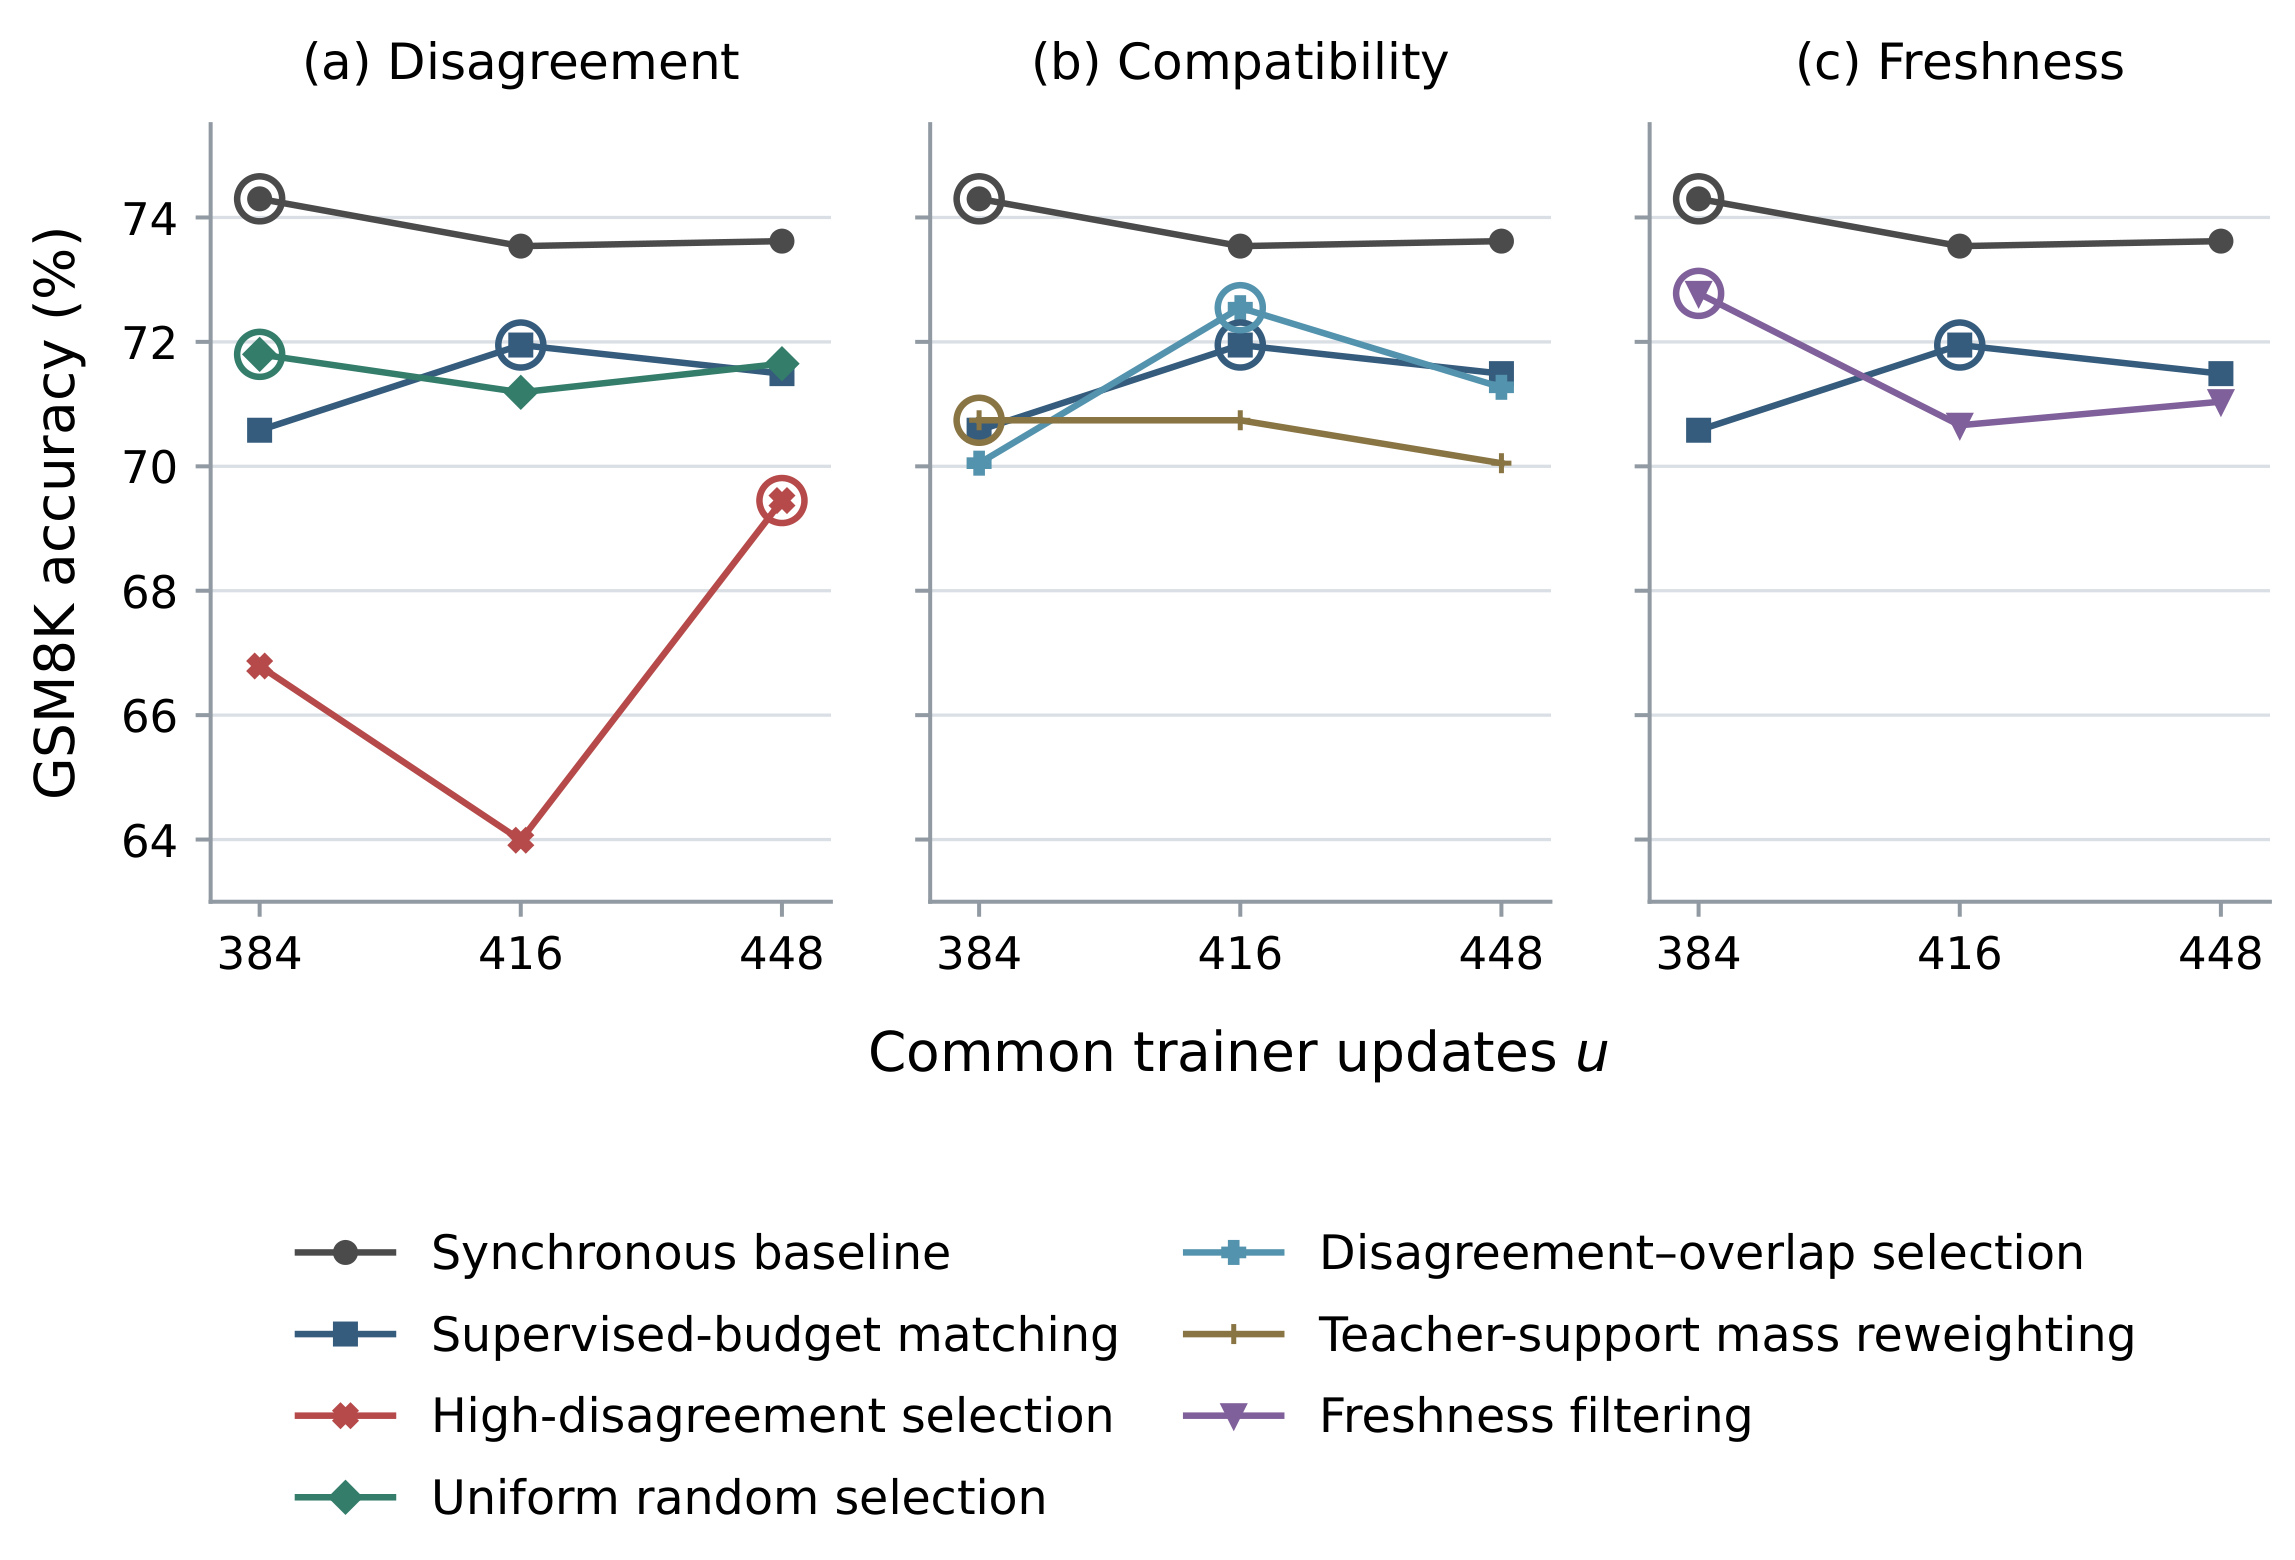 (a) Disagreement
(b) Compatibility
(c) Freshness
GSM8K accuracy (%)
74
72
70
68
66
64
384 416 448
384 416 448
384 416 448
Common trainer updates u
Synchronous baseline
Supervised-budget matching
High-disagreement selection
Uniform random selection
Disagreement–overlap selection
Teacher-support mass reweighting
Freshness filtering